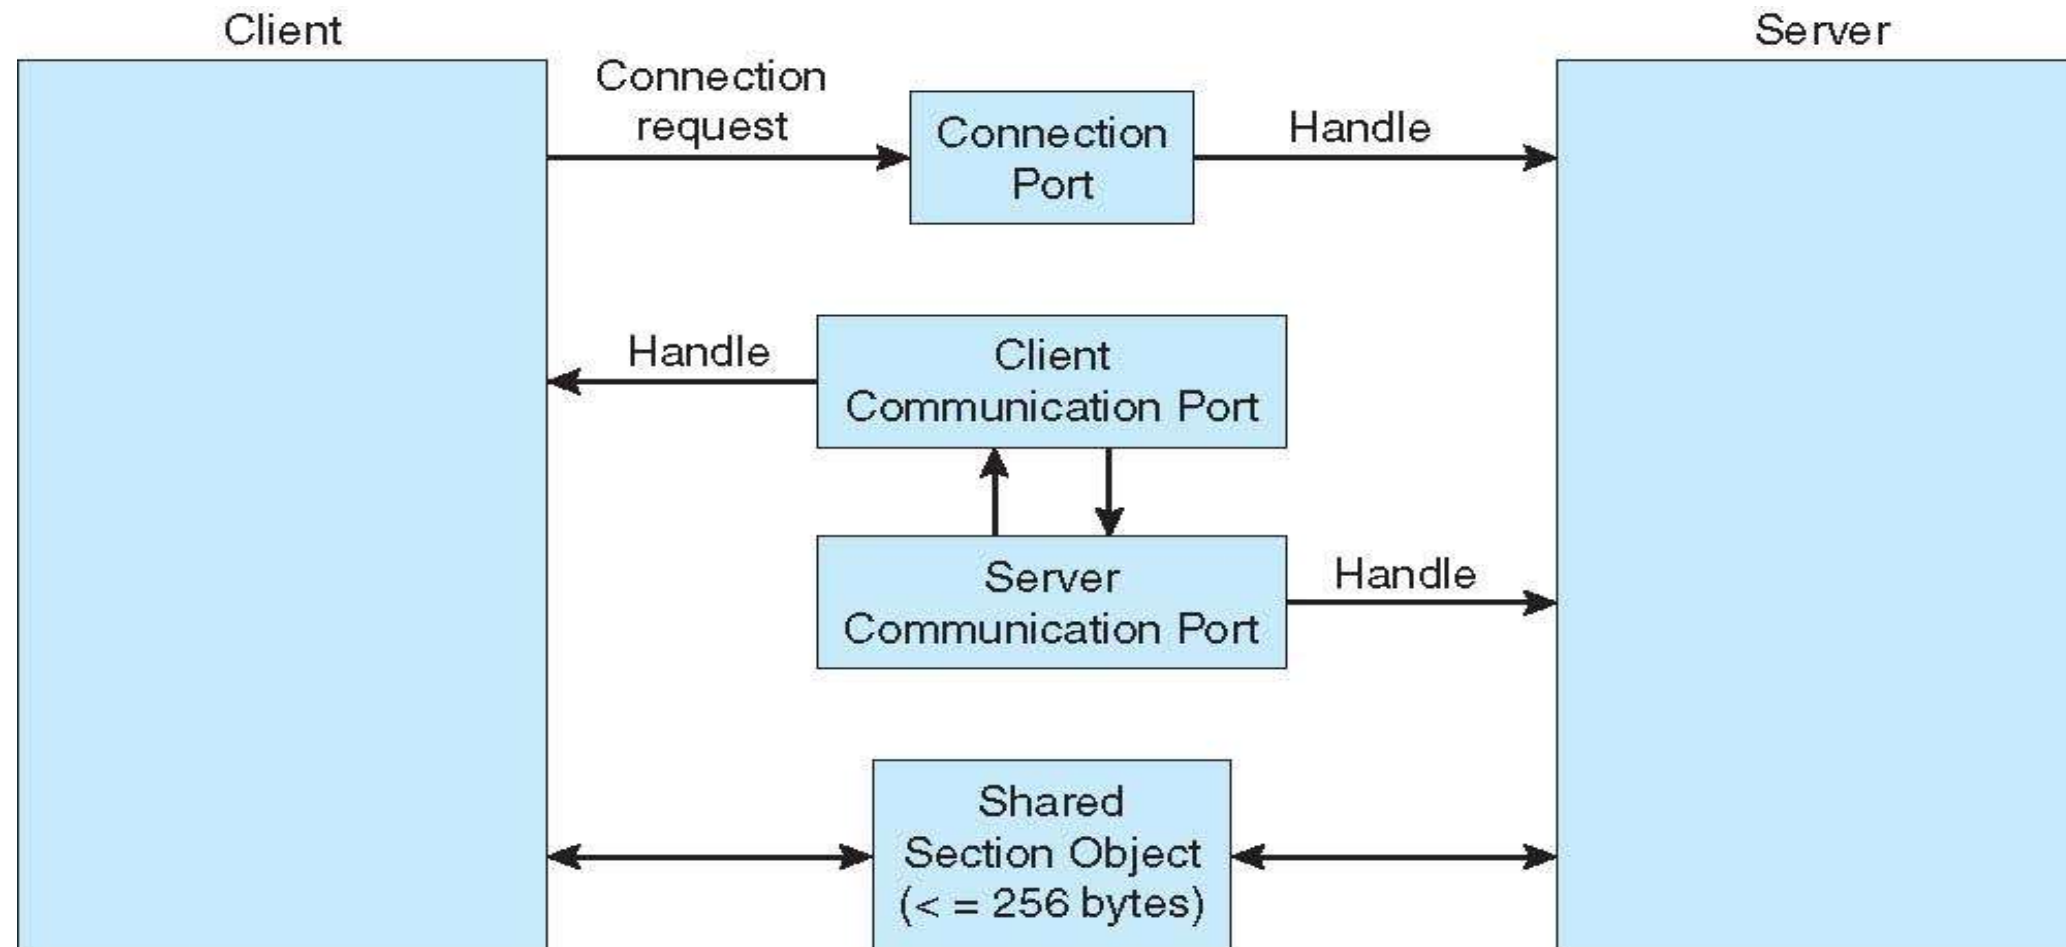 Client
Server
Connection
request
Connection
Port
Handle
Handle
Client
Communication Port
Server
Communication Port
Handle
Shared
Section Object
(< = 256 bytes)